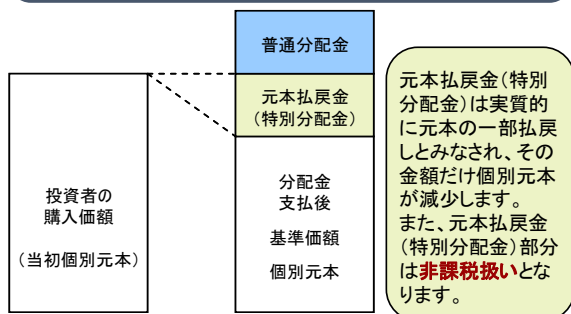 普通分配金
元本払戻金
（特別分配金）
投資者の
購入価額
（当初個別元本）
分配金
支払後
基準価額
個別元本
元本払戻金（特別
分配金）は実質的
に元本の一部払戻
しとみなされ、その
金額だけ個別元本
が減少します。
また、元本払戻金
（特別分配金）部分
は非課税扱いとな
ります。